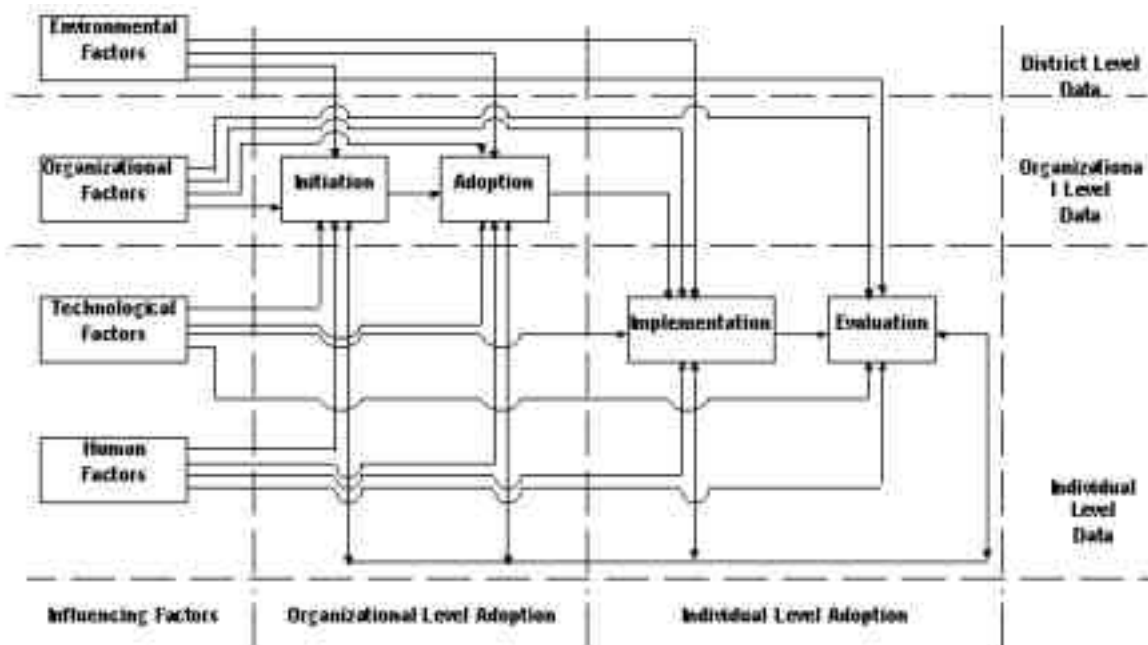 Environmental
Factors
District Level
Data
Organizational
Factors
Initiation
Adoption
Organizationa
l Level
Data
Technological
Factors
Implementation
Evaluation
Human
Factors
Individual
Level
Data
Influencing Factors
Organizational Level Adoption
Individual Level Adoption